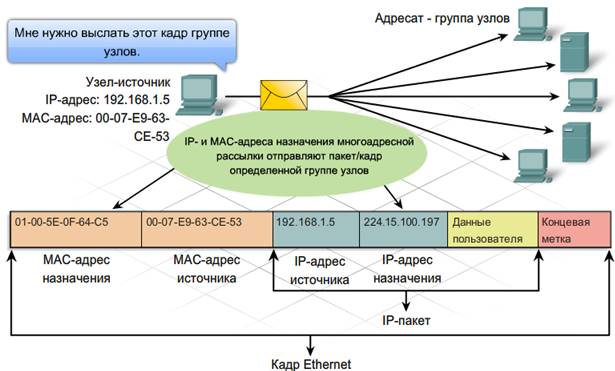 Мне нужно выслать этот кадр группе
узлов.
Адресат - группа узлов
Узел-источник
IP-адрес: 192.168.1.5
MAC-адрес: 00-07-E9-63-
CE-53
IP- и MAC-адреса назначения многоадресной
рассылки отправляют пакет/кадр
определенной группе узлов
01-00-5E-0F-64-C5
00-07-E9-63-CE-53
192.168.1.5
224.15.100.197
Данные
пользователя
Концевая
метка
MAC-адрес
назначения
MAC-адрес
источника
IP-адрес
источника
IP-адрес
назначения
IP-пакет
Кадр Ethernet